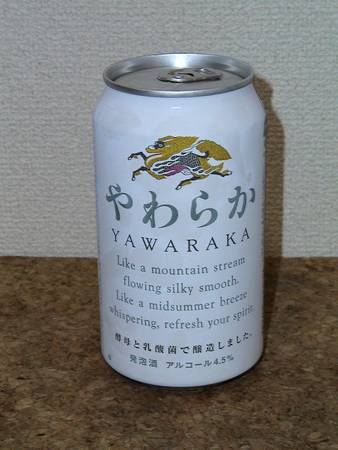 やわらか
YAWARAKA
Like a mountain stream
flowing silky smooth.
Like a midsummer breeze
whispering, refresh your spirit.
酵母と乳酸菌で醸造しました。
発泡酒 アルコール4.5%